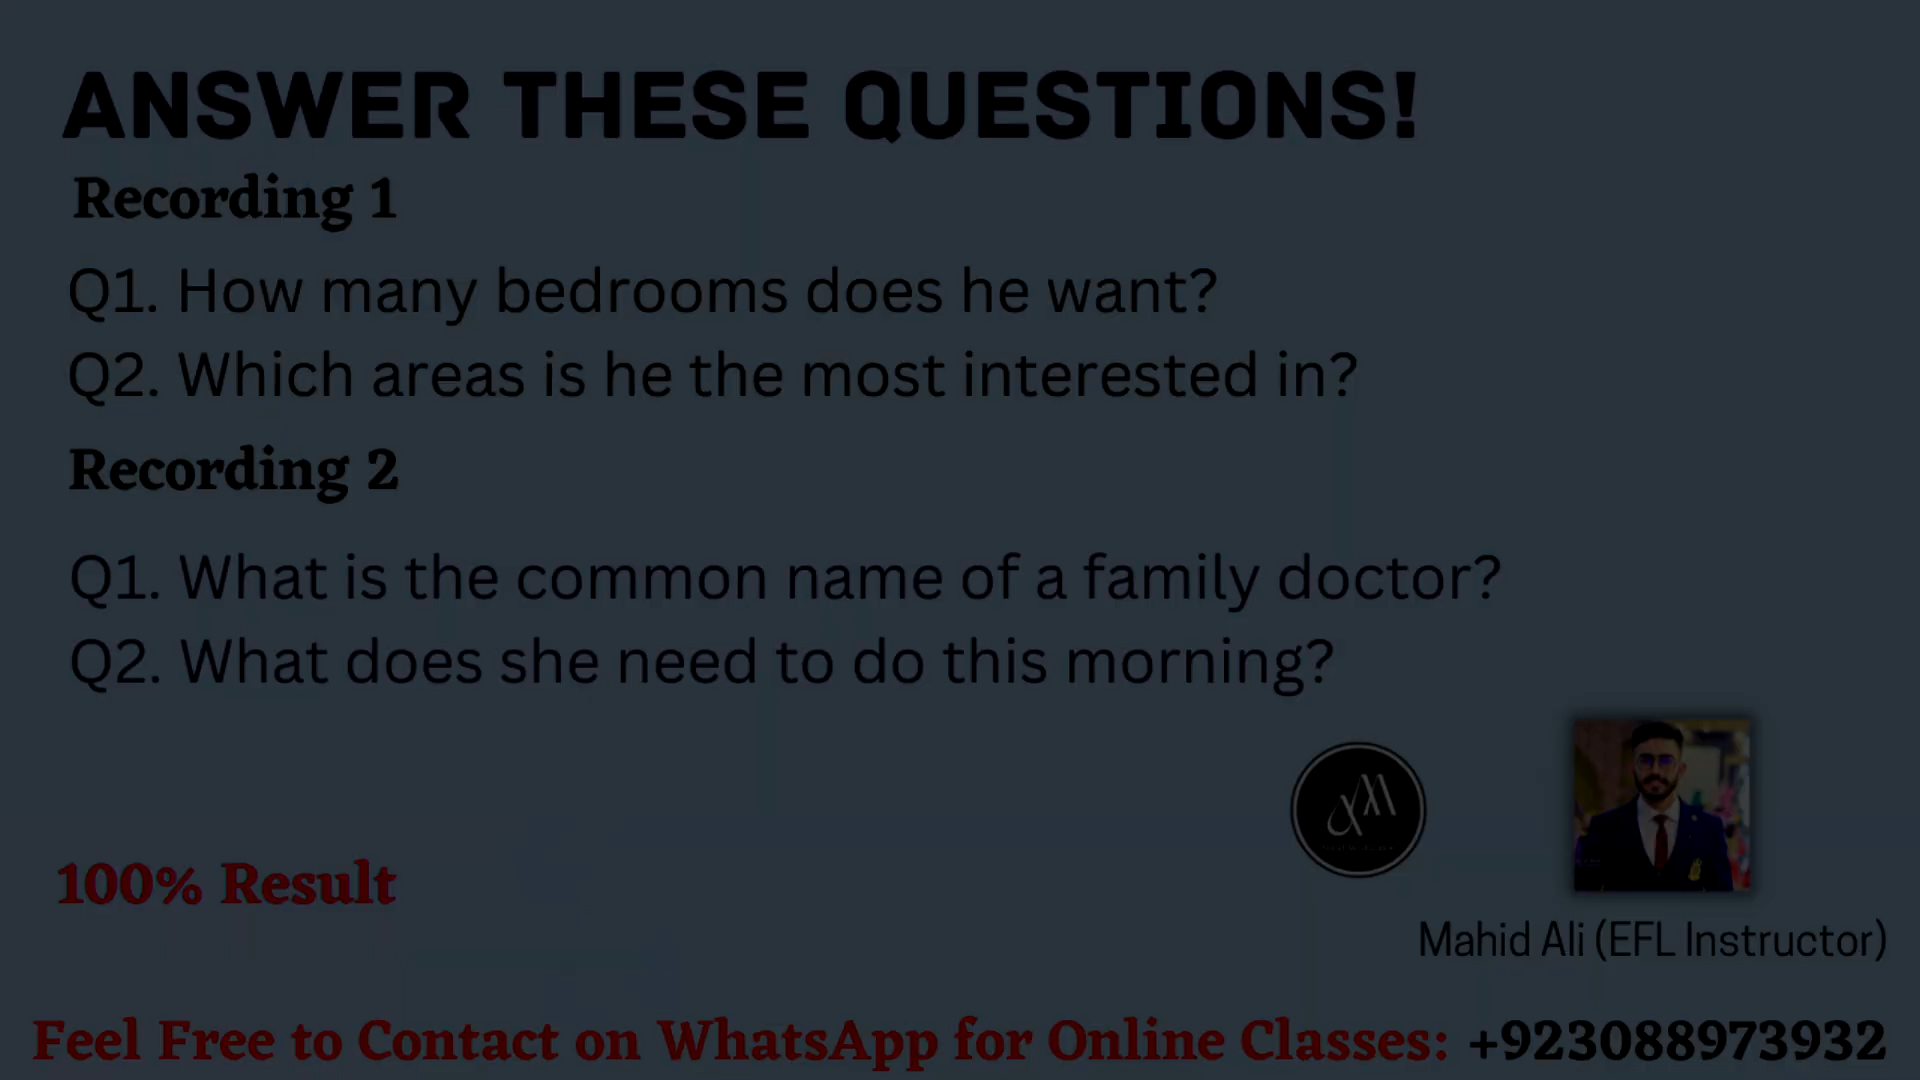 ANSWER THESE QUESTIONS!
Recording 1
Q1. How many bedrooms does he want?
Q2. Which areas is he the most interested in?
Recording 2
Q1. What is the common name of a family doctor?
Q2. What does she need to do this morning?
100% Result
Mahid Ali (EFL Instructor)
Feel Free to Contact on WhatsApp for Online Classes: +923088973932